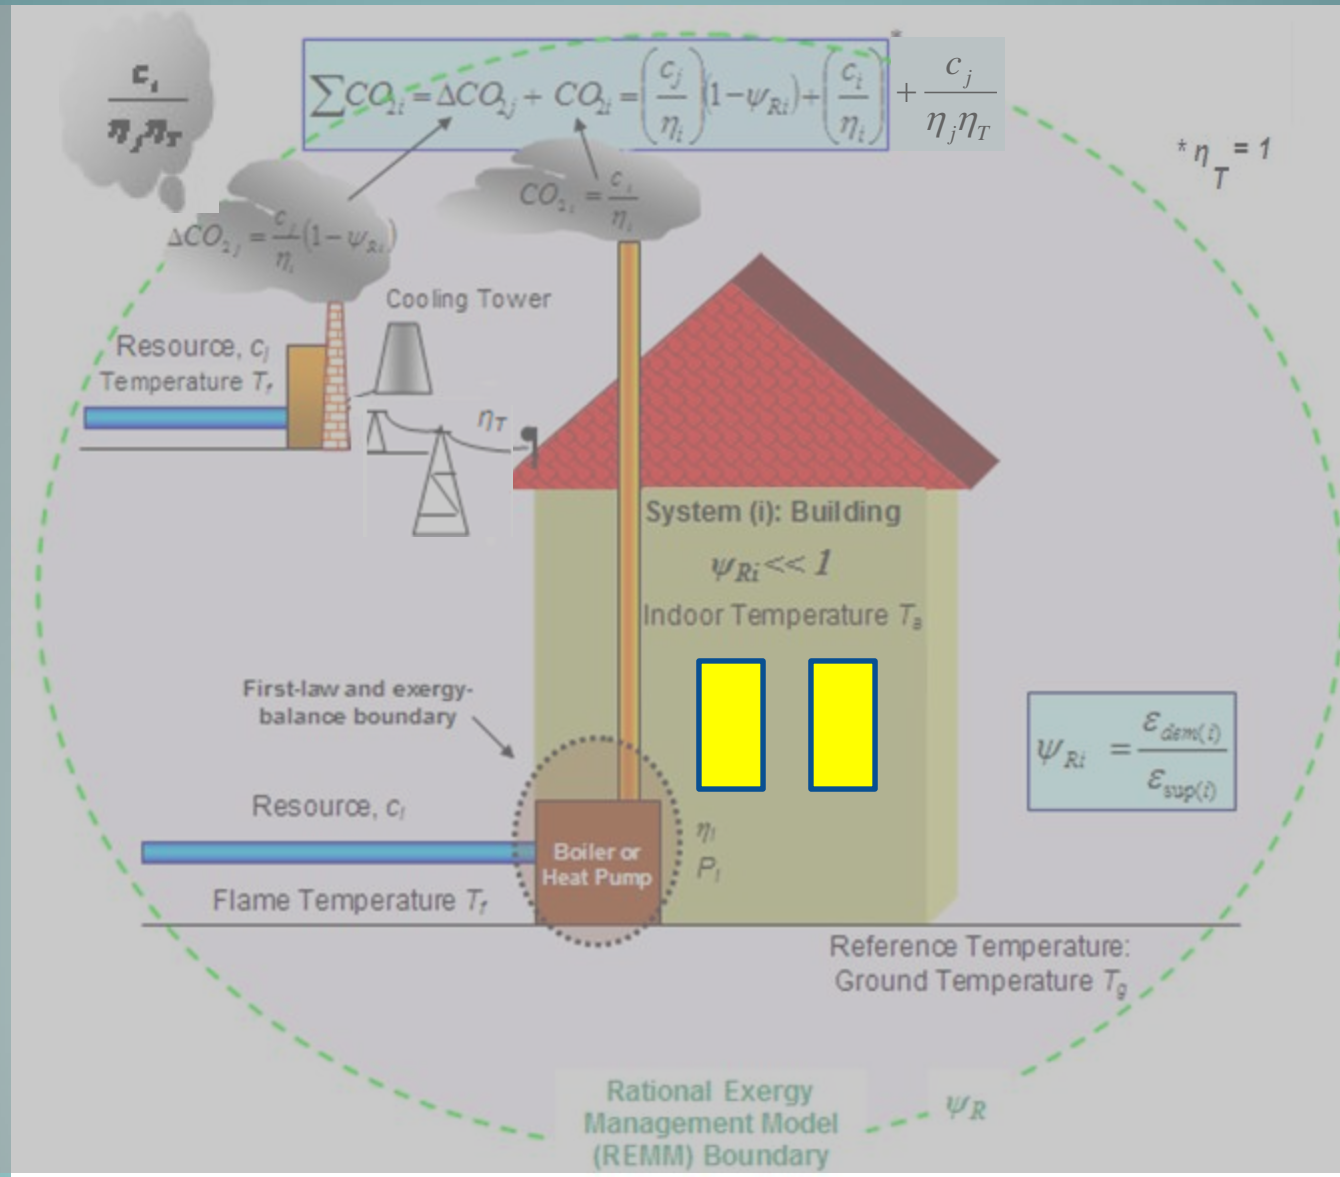 c_i / η_j η_T
∑CO_2i = ΔCO_2j + CO_2i = (c_j / η_i)(1−ψ_Ri) + (c_i / η_i) + c_j / η_j η_T
*
* η_T = 1
CO_2i = c_i / η_i
ΔCO_2j = c_j / η_i (1−ψ_Ri)
Cooling Tower
Resource, c_j
Temperature T_f
η_T
System (i): Building
ψ_Ri << 1
Indoor Temperature T_a
First-law and exergy-
balance boundary
ψ_Ri = ε_dem(i) / ε_sup(i)
Resource, c_i
η_i
P_i
Boiler or
Heat Pump
Flame Temperature T_f
Reference Temperature:
Ground Temperature T_g
Rational Exergy
Management Model
(REMM) Boundary
ψ_R